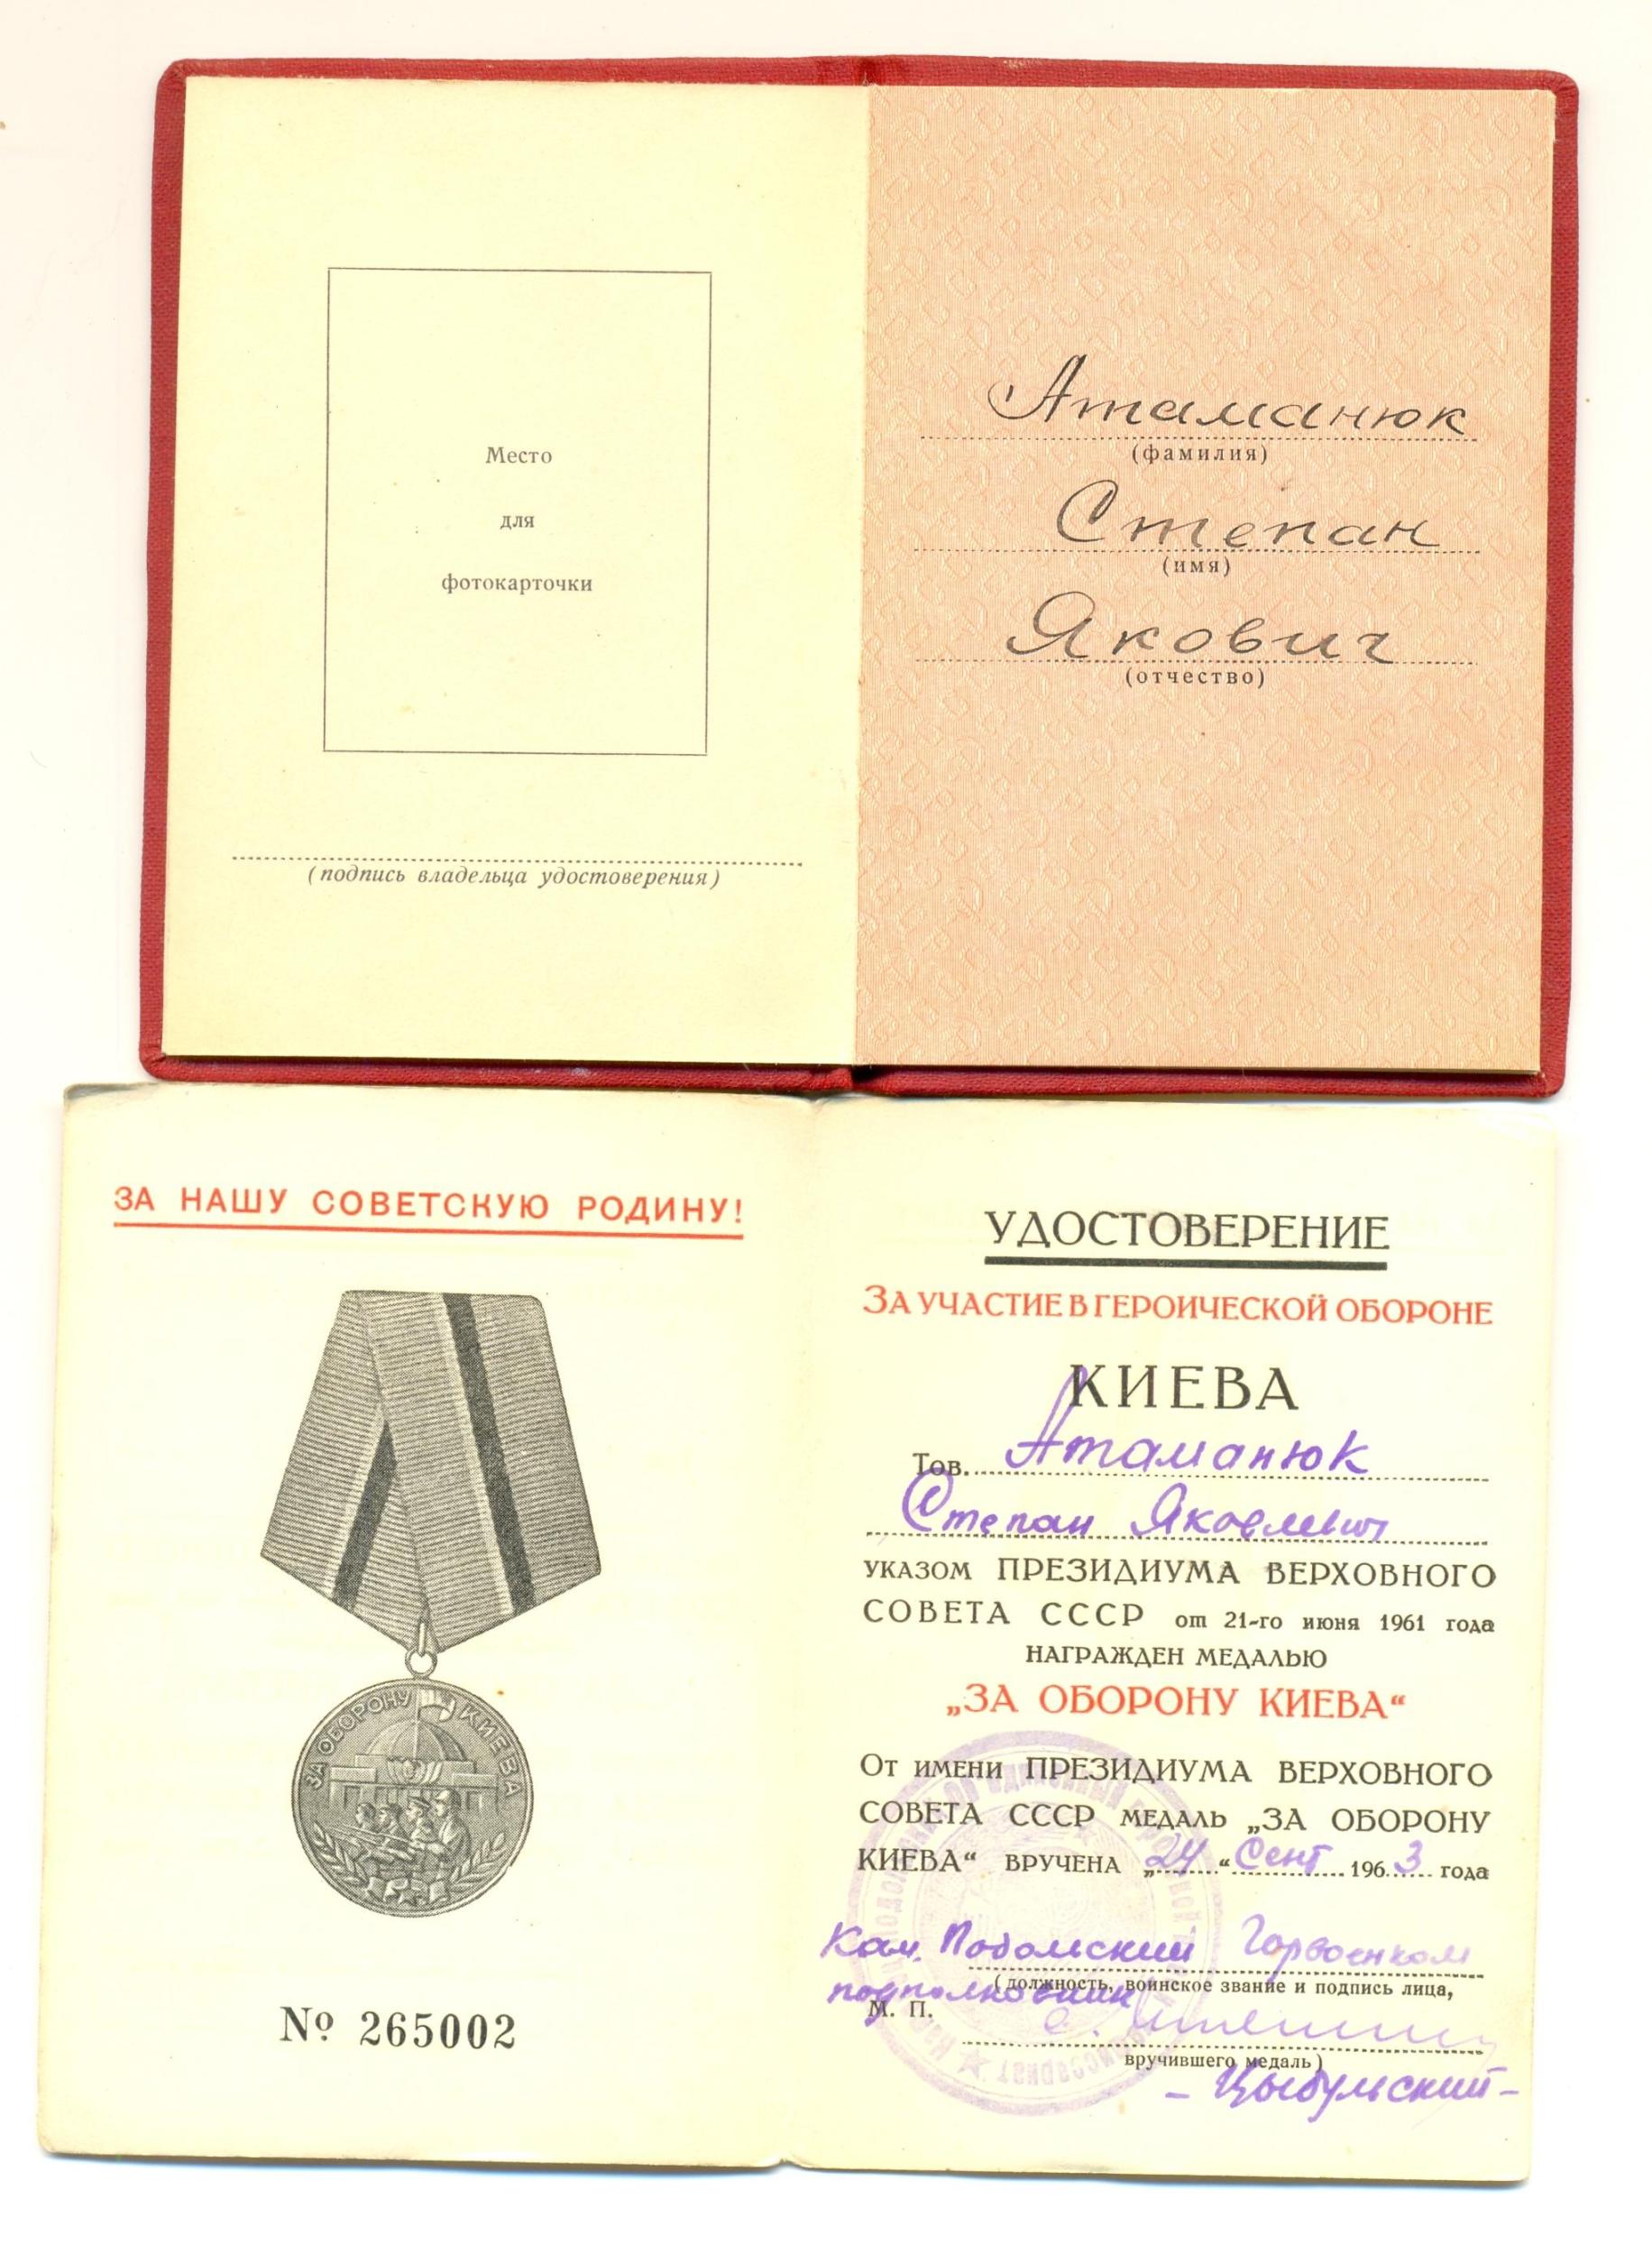 Место
для
фотокарточки
(подпись владельца удостоверения)
Атаманюк
(фамилия)
Степан
(имя)
Якович
(отчество)
ЗА НАШУ СОВЕТСКУЮ РОДИНУ!
ЗА ОБОРОНУ КИЕВА
№ 265002
УДОСТОВЕРЕНИЕ
ЗА УЧАСТИЕ В ГЕРОИЧЕСКОЙ ОБОРОНЕ
КИЕВА
Тов. Атаманюк
Степан Яковлевич
УКАЗОМ ПРЕЗИДИУМА ВЕРХОВНОГО
СОВЕТА СССР от 21-го июня 1961 года
НАГРАЖДЕН МЕДАЛЬЮ
„ЗА ОБОРОНУ КИЕВА“
ОТ ИМЕНИ ПРЕЗИДИУМА ВЕРХОВНОГО
СОВЕТА СССР МЕДАЛЬ „ЗА ОБОРОНУ
КИЕВА“ ВРУЧЕНА „24“ Сент 1963 года
Кам. Подольский Горвоенком
(должность, воинское звание и подпись лица,
подполковник
М. П.
вручившего медаль)
- Цыбульский -